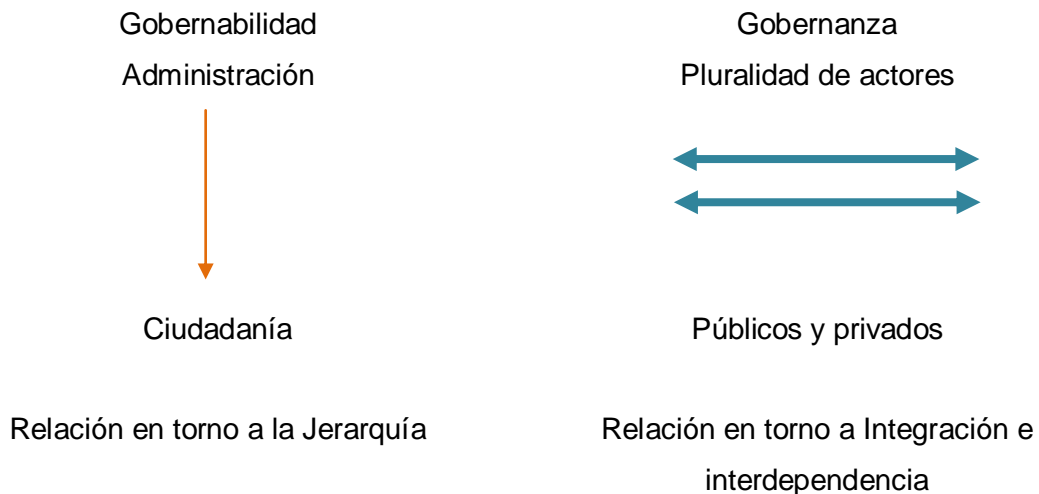 Gobernabilidad
Administración
Ciudadanía
Relación en torno a la Jerarquía
Gobernanza
Pluralidad de actores
Públicos y privados
Relación en torno a Integración e
interdependencia